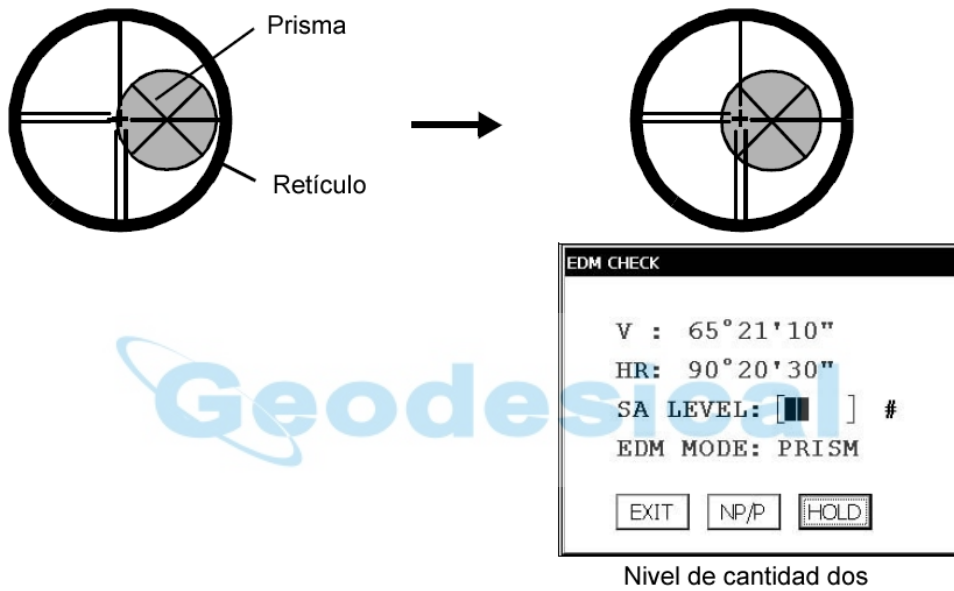 Prisma
Retículo
EDM CHECK
V : 65°21'10"
HR: 90°20'30"
SA LEVEL: [ ] #
EDM MODE: PRISM
EXIT NP/P HOLD
Geodesical
Nivel de cantidad dos